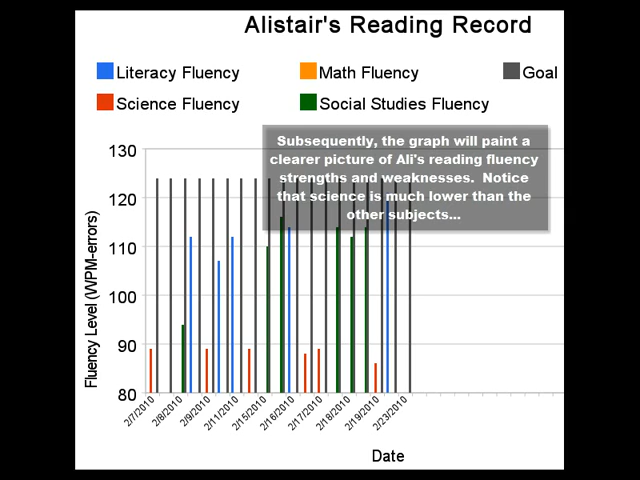 Alistair's Reading Record
Literacy Fluency
Math Fluency
Goal
Science Fluency
Social Studies Fluency
Subsequently, the graph will paint a
clearer picture of Ali's reading fluency
strengths and weaknesses. Notice
that science is much lower than the
other subjects...
Fluency Level (WPM-errors)
130
120
110
100
90
80
2/7/2010
2/8/2010
2/9/2010
2/11/2010
2/15/2010
2/16/2010
2/17/2010
2/18/2010
2/19/2010
2/23/2010
Date